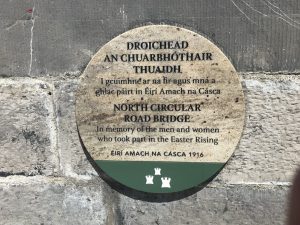 DROICHEAD
AN CHUARBHÓTHAIR
THUAIDH
I gcuimhne ar na fir agus mná a
ghlac páirt in Éirí Amach na Cásca
NORTH CIRCULAR
ROAD BRIDGE
In memory of the men and women
who took part in the Easter Rising
ÉIRÍ AMACH NA CÁSCA 1916